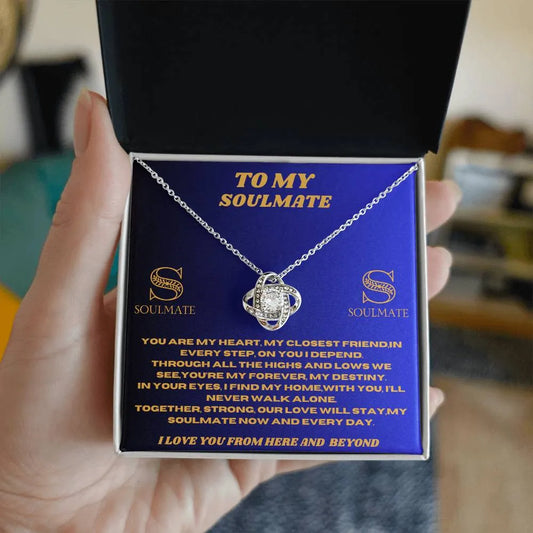 TO MY
SOULMATE
S
SOULMATE
S
SOULMATE
YOU ARE MY HEART, MY CLOSEST FRIEND,IN
EVERY STEP, ON YOU I DEPEND.
THROUGH ALL THE HIGHS AND LOWS WE
SEE,YOU'RE MY FOREVER, MY DESTINY.
IN YOUR EYES, I FIND MY HOME,WITH YOU, I'LL
NEVER WALK ALONE.
TOGETHER, STRONG, OUR LOVE WILL STAY,MY
SOULMATE NOW AND EVERY DAY.
I LOVE YOU FROM HERE AND BEYOND